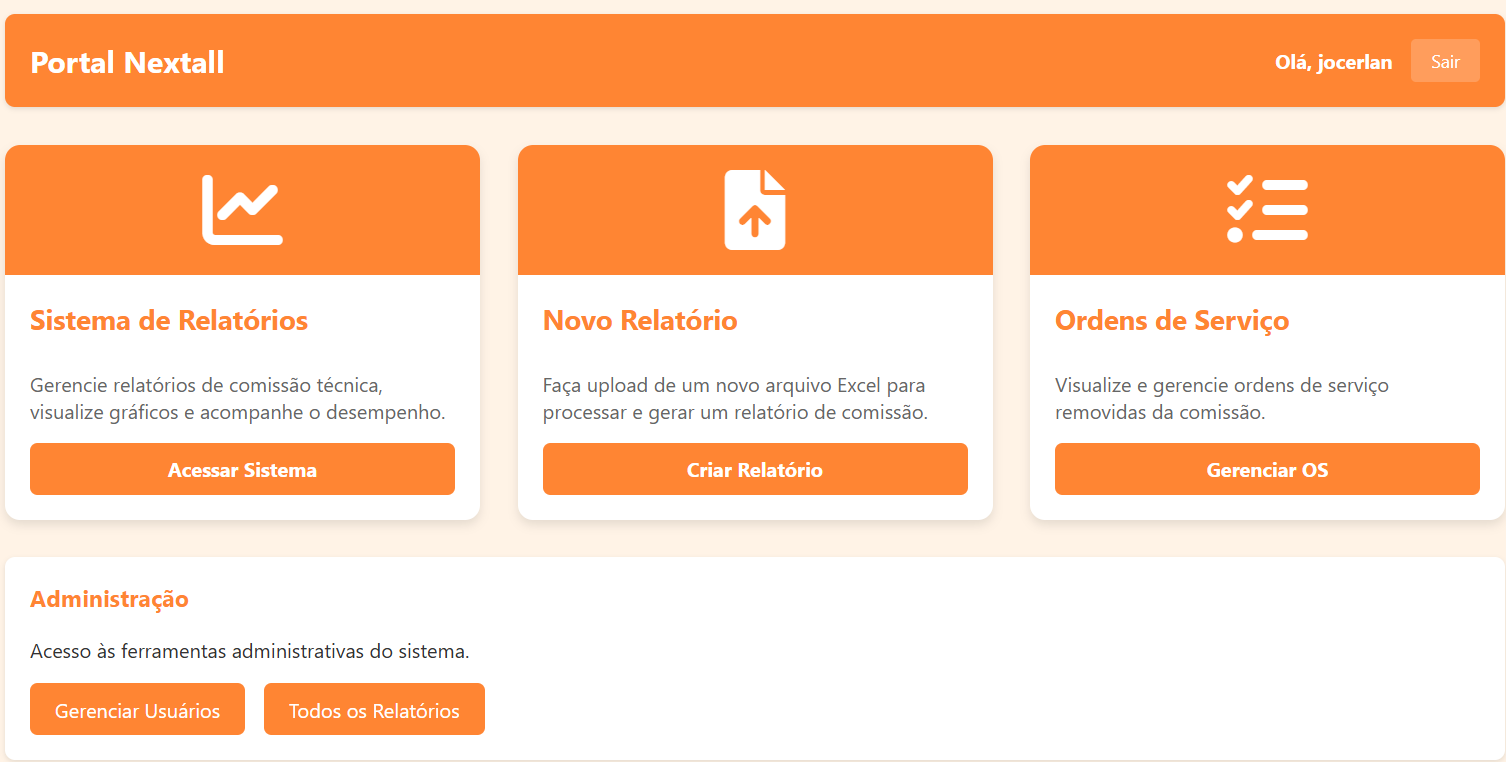 Portal Nextall
Olá, jocerlan
Sair
Sistema de Relatórios
Gerencie relatórios de comissão técnica,
visualize gráficos e acompanhe o desempenho.
Acessar Sistema
Novo Relatório
Faça upload de um novo arquivo Excel para
processar e gerar um relatório de comissão.
Criar Relatório
Ordens de Serviço
Visualize e gerencie ordens de serviço
removidas da comissão.
Gerenciar OS
Administração
Acesso às ferramentas administrativas do sistema.
Gerenciar Usuários
Todos os Relatórios